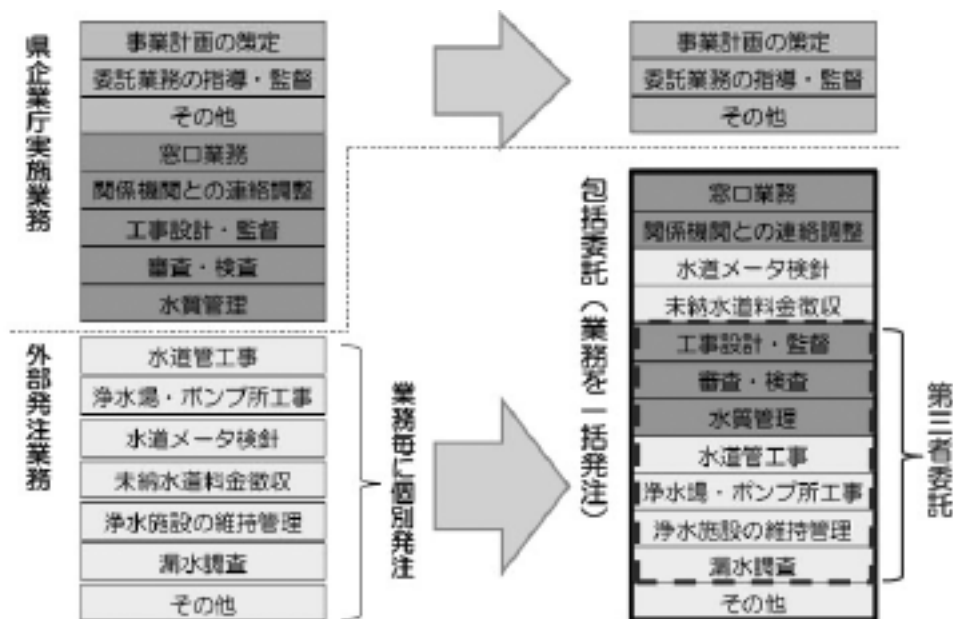 県企業庁実施業務
事業計画の策定
委託業務の指導・監督
その他
窓口業務
関係機関との連絡調整
工事設計・監督
審査・検査
水質管理
外部発注業務
水道管工事
浄水場・ポンプ所工事
水道メータ検針
未納水道料金徴収
浄水施設の維持管理
漏水調査
その他
業務毎に個別発注
事業計画の策定
委託業務の指導・監督
その他
包括委託（業務を一括発注）
窓口業務
関係機関との連絡調整
水道メータ検針
未納水道料金徴収
工事設計・監督
審査・検査
水質管理
水道管工事
浄水場・ポンプ所工事
浄水施設の維持管理
漏水調査
その他
第三者委託